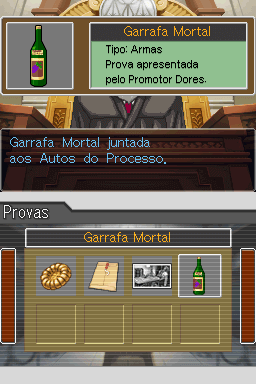 Garrafa Mortal
Tipo: Armas
Prova apresentada
pelo Promotor Dores.
Garrafa Mortal juntada
aos Autos do Processo.
Provas
Garrafa Mortal